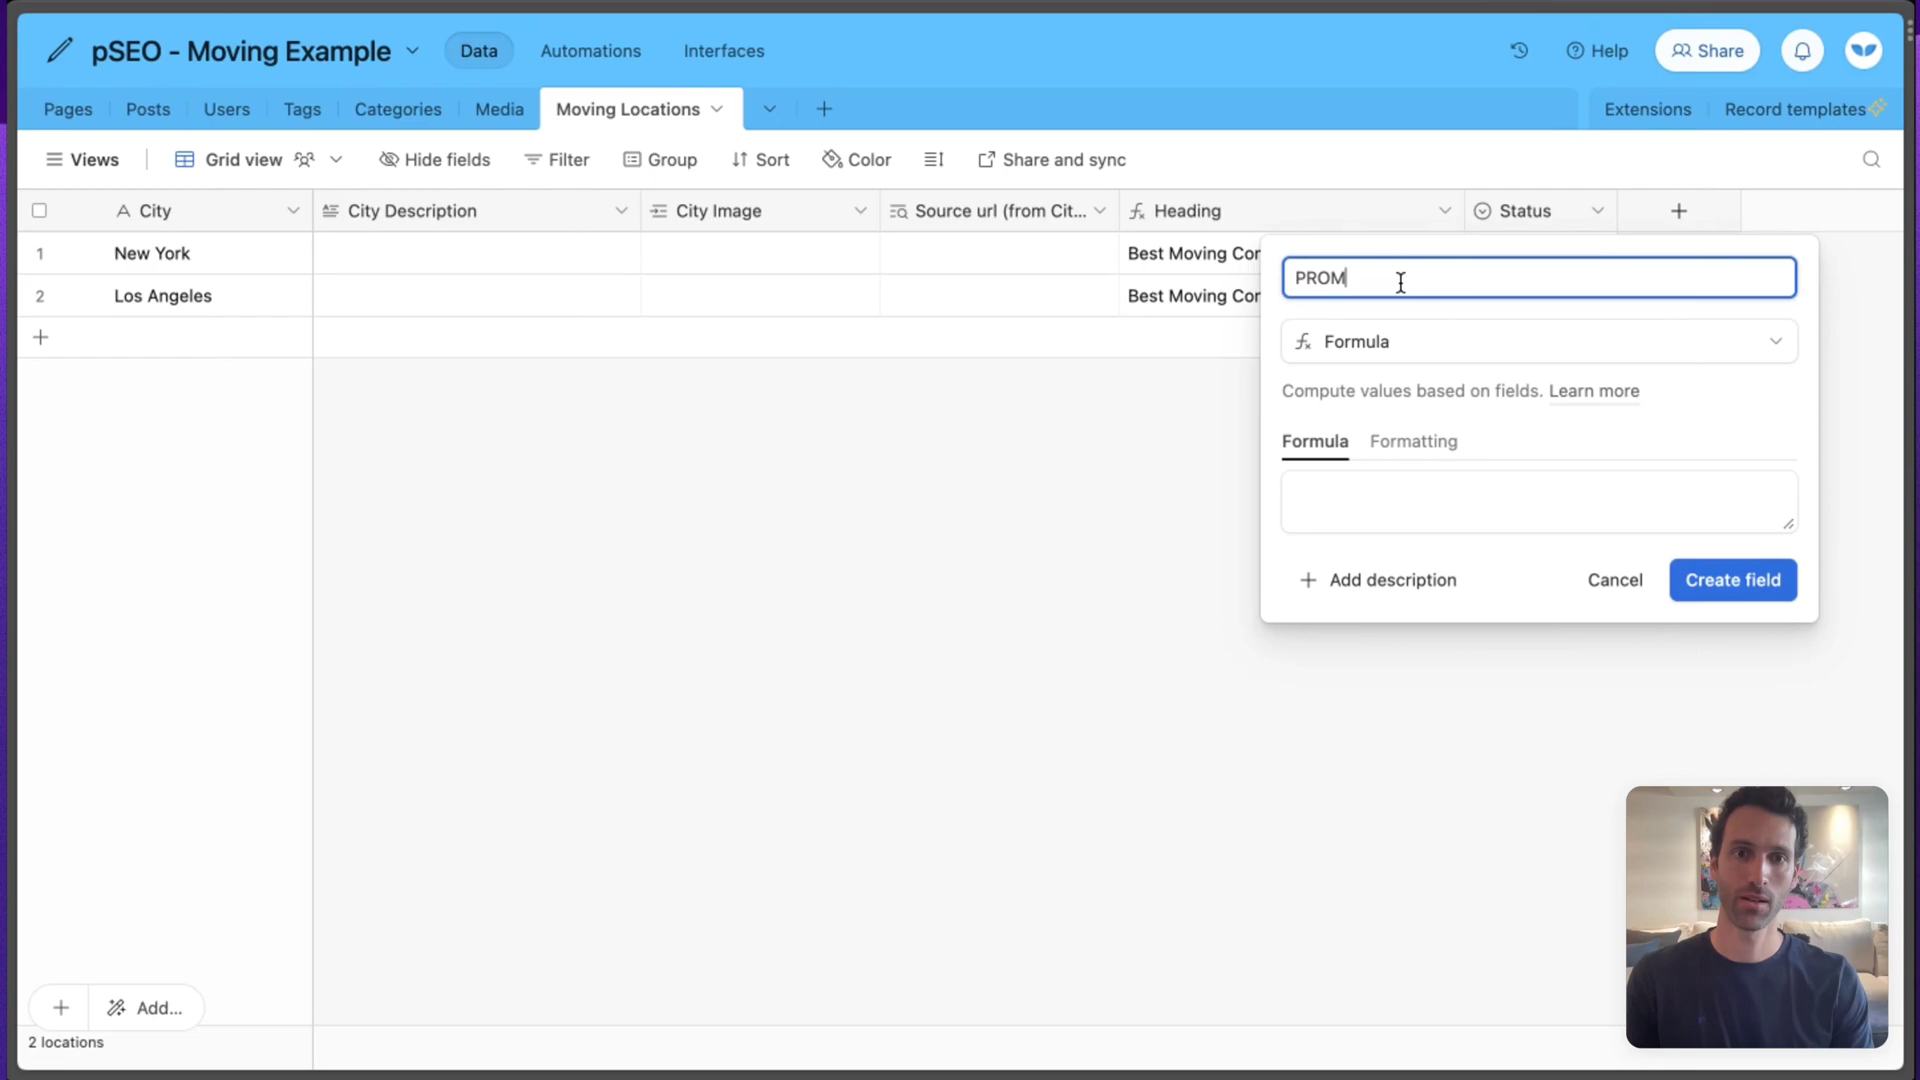 pSEO - Moving Example
Data
Automations
Interfaces
Help
Share
Pages
Posts
Users
Tags
Categories
Media
Moving Locations
Extensions
Record templates
Views
Grid view
Hide fields
Filter
Group
Sort
Color
Share and sync
City
City Description
City Image
Source url (from Cit...
Heading
Status
1
New York
Best Moving Cor
2
Los Angeles
Best Moving Cor
PROM
Formula
Compute values based on fields. Learn more
Formula
Formatting
Add description
Cancel
Create field
Add...
2 locations